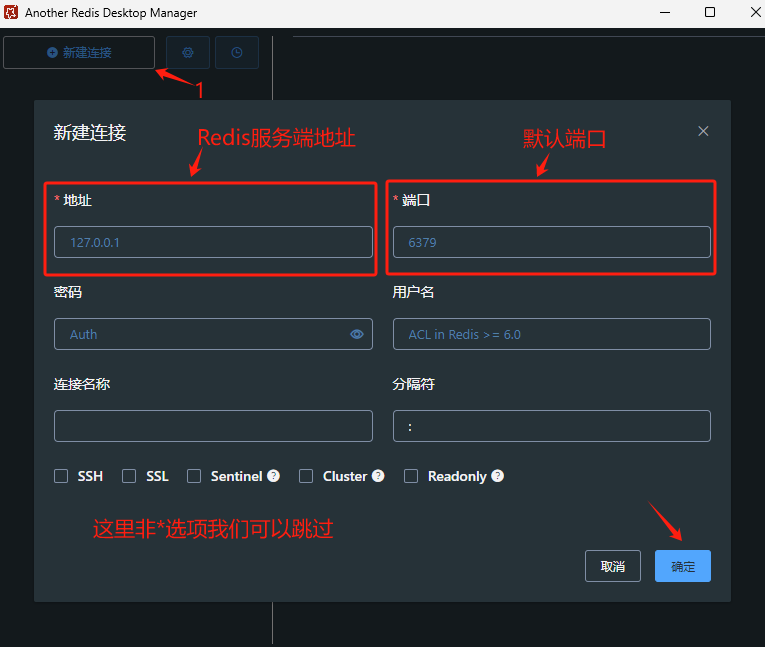 Another Redis Desktop Manager
新建连接
1
新建连接
Redis服务端地址
默认端口
* 地址
* 端口
127.0.0.1
6379
密码
用户名
Auth
ACL in Redis >= 6.0
连接名称
分隔符
:
SSH
SSL
Sentinel ?
Cluster ?
Readonly ?
这里非*选项我们可以跳过
取消
确定